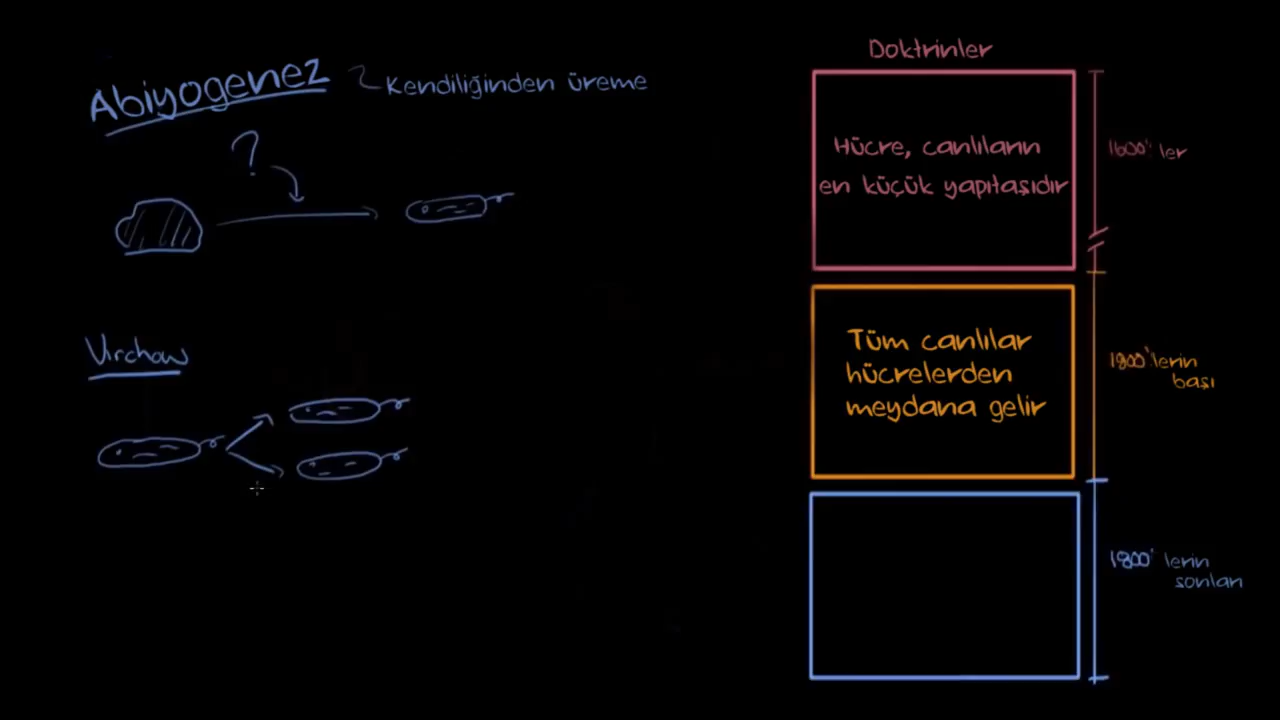 Abiyogenez Kendiliğinden üreme
?
Virchow
Doktrinler
Hücre, canlıların
en küçük yapıtaşıdır
1600' ler
Tüm canlılar
hücrelerden
meydana gelir
1800' lerin
başı
1800' lerin
sonları